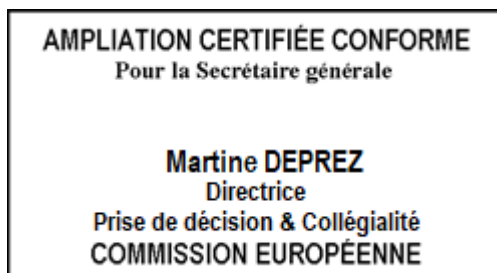 AMPLIATION CERTIFIÉE CONFORME
Pour la Secrétaire générale
Martine DEPREZ
Directrice
Prise de décision & Collégialité
COMMISSION EUROPÉENNE